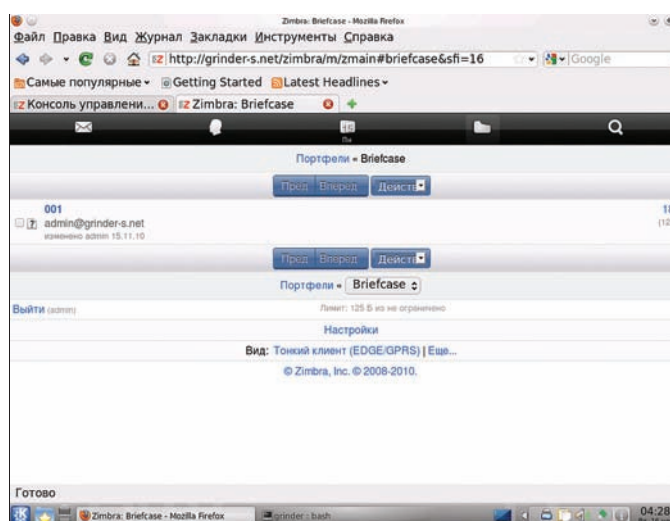 Zimbra: Briefcase - Mozilla Firefox
Файл Правка Вид Журнал Закладки Инструменты Справка
http://grinder-s.net/zimbra/m/zmain#briefcase&sfi=16 Google
Самые популярные Getting Started Latest Headlines
Консоль управлени... Zimbra: Briefcase
Портфели « Briefcase
Пред Вперед Действ
001
admin@grinder-s.net
изменено admin 15.11.10
Пред Вперед Действ
Портфели « Briefcase
Выйти (admin) Лимит: 125 Б из не ограничено
Настройки
Вид: Тонкий клиент (EDGE/GPRS) | Еще...
© Zimbra, Inc. © 2008-2010.
Готово
Zimbra: Briefcase - Mozilla Firefox grinder : bash 04:28